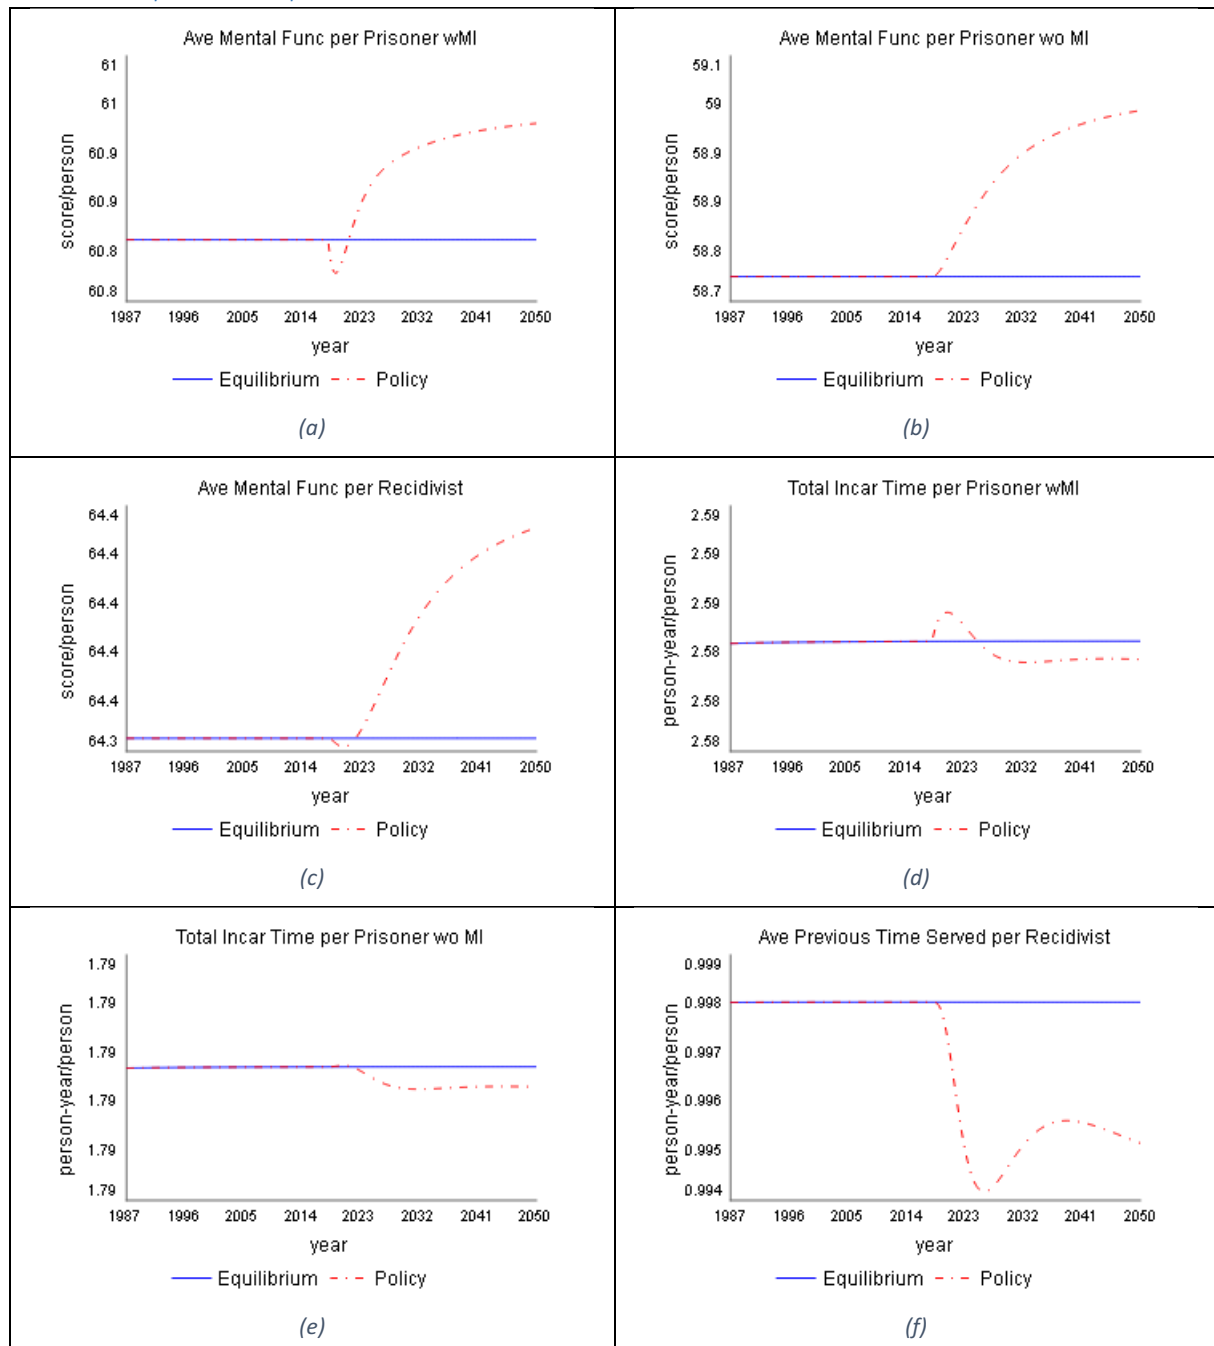 Ave Mental Func per Prisoner wMI
61
61
60.9
60.9
60.8
60.8
score/person
1987 1996 2005 2014 2023 2032 2041 2050
year
Equilibrium Policy
(a)
Ave Mental Func per Prisoner wo MI
59.1
59
58.9
58.9
58.8
58.7
score/person
1987 1996 2005 2014 2023 2032 2041 2050
year
Equilibrium Policy
(b)
Ave Mental Func per Recidivist
64.4
64.4
64.4
64.4
64.4
64.3
score/person
1987 1996 2005 2014 2023 2032 2041 2050
year
Equilibrium Policy
(c)
Total Incar Time per Prisoner wMI
2.59
2.59
2.59
2.58
2.58
2.58
person-year/person
1987 1996 2005 2014 2023 2032 2041 2050
year
Equilibrium Policy
(d)
Total Incar Time per Prisoner wo MI
1.79
1.79
1.79
1.79
1.79
1.79
person-year/person
1987 1996 2005 2014 2023 2032 2041 2050
year
Equilibrium Policy
(e)
Ave Previous Time Served per Recidivist
0.999
0.998
0.997
0.996
0.995
0.994
person-year/person
1987 1996 2005 2014 2023 2032 2041 2050
year
Equilibrium Policy
(f)